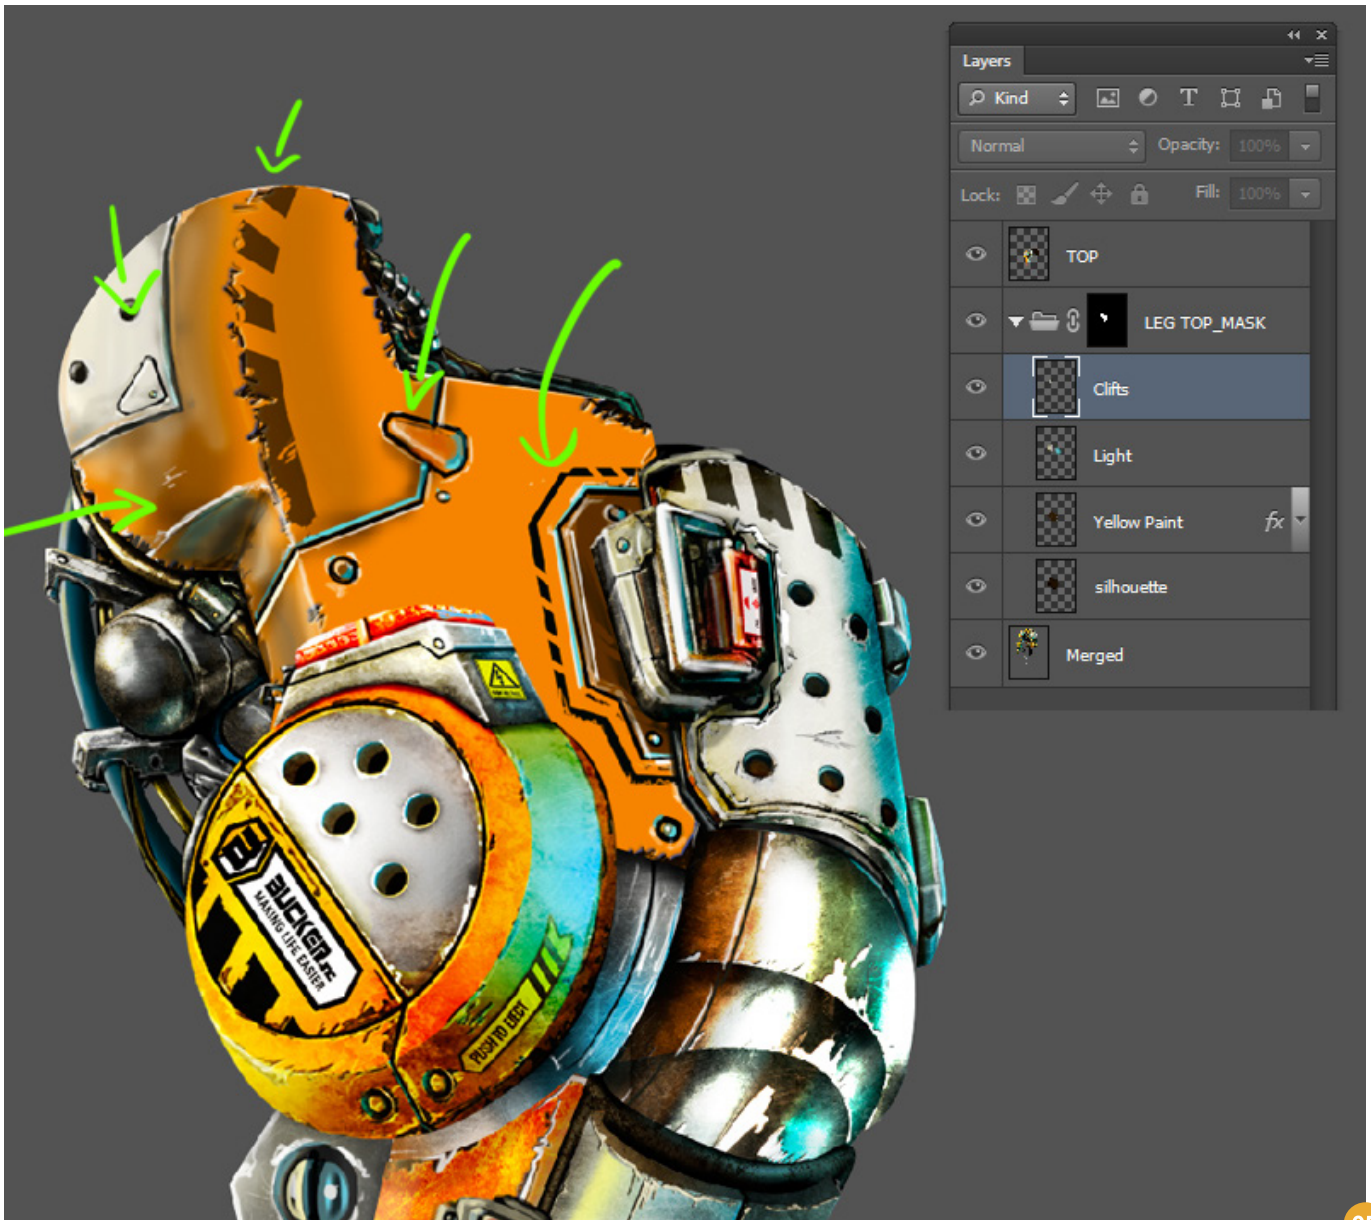 Layers
Kind
T
Normal
Opacity: 100%
Lock:
Fill: 100%
TOP
LEG TOP_MASK
Clifts
Light
Yellow Paint
fx
silhouette
Merged
BUCKER
MAKING LIFE EASIER
PUSH TO EJECT